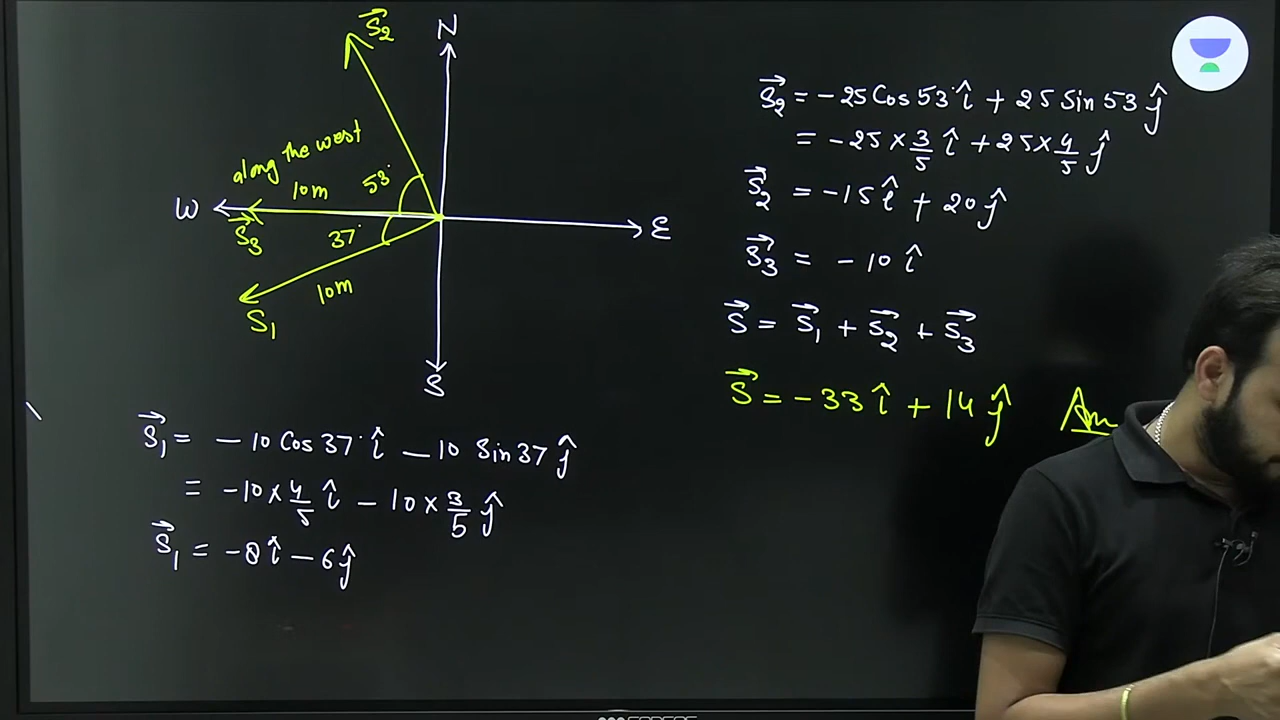 N
S⃗₂
along the west
10m
53°
W
E
S⃗₃
37°
10m
S₁
S
S⃗₁ = -10 Cos 37° î - 10 Sin 37 ĵ
= -10 × 4/5 î - 10 × 3/5 ĵ
S⃗₁ = -8 î - 6 ĵ
S⃗₂ = -25 Cos 53° î + 25 Sin 53 ĵ
= -25 × 3/5 î + 25 × 4/5 ĵ
S⃗₂ = -15 î + 20 ĵ
S⃗₃ = -10 î
S⃗ = S⃗₁ + S⃗₂ + S⃗₃
S⃗ = -33 î + 14 ĵ